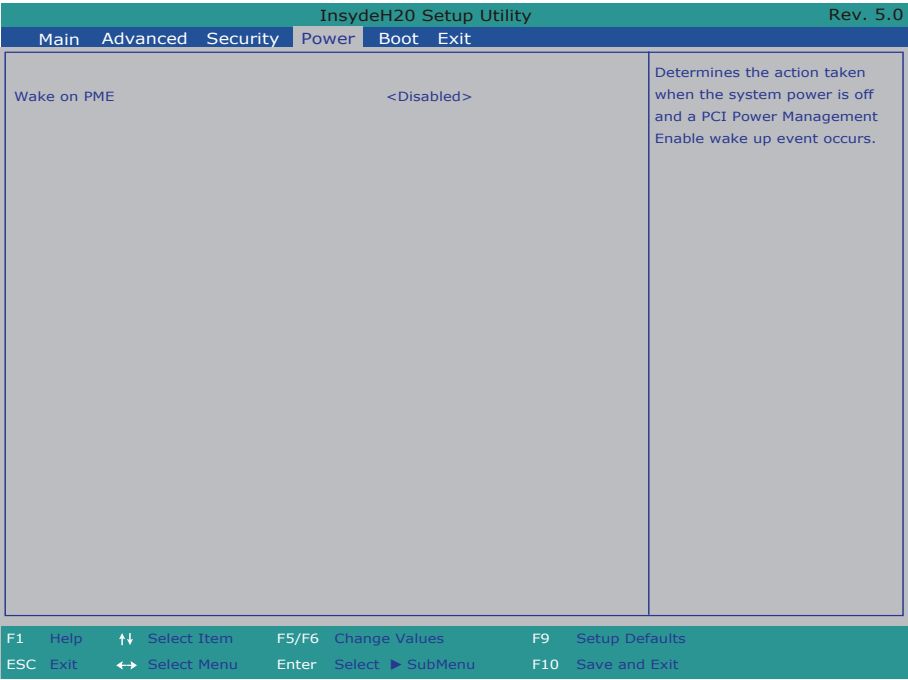 InsydeH20 Setup Utility Rev. 5.0
Main Advanced Security Power Boot Exit
Wake on PME <Disabled>
Determines the action taken
when the system power is off
and a PCI Power Management
Enable wake up event occurs.
F1 Help ↑↓ Select Item F5/F6 Change Values F9 Setup Defaults
ESC Exit ↔ Select Menu Enter Select ▶ SubMenu F10 Save and Exit